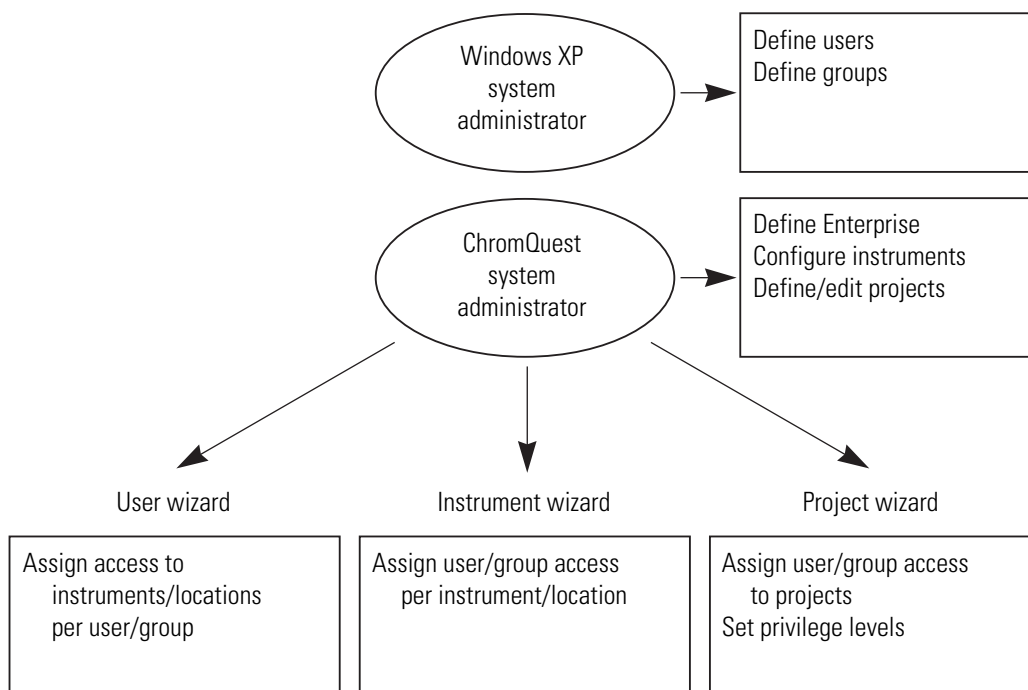 Windows XP
system
administrator
Define users
Define groups
ChromQuest
system
administrator
Define Enterprise
Configure instruments
Define/edit projects
User wizard
Instrument wizard
Project wizard
Assign access to
instruments/locations
per user/group
Assign user/group access
per instrument/location
Assign user/group access
to projects
Set privilege levels